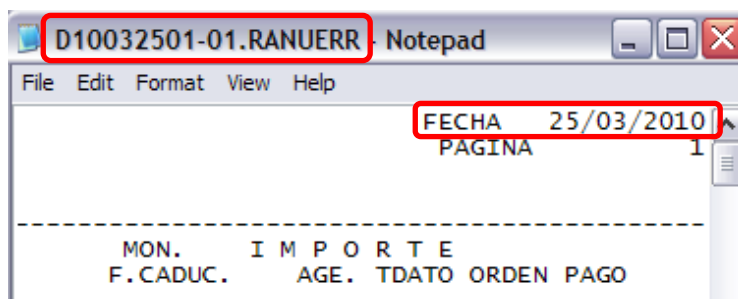 D10032501-01.RANUERR - Notepad
File Edit Format View Help
FECHA 25/03/2010
PAGINA 1
------------------------------------------------
MON. I M P O R T E
F.CADUC. AGE. TDATO ORDEN PAGO